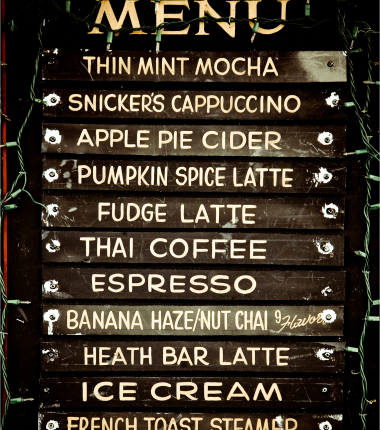 MENU
THIN MINT MOCHA
SNICKER'S CAPPUCCINO
APPLE PIE CIDER
PUMPKIN SPICE LATTE
FUDGE LATTE
THAI COFFEE
ESPRESSO
BANANA HAZE/NUT CHAI 9 Flavors
HEATH BAR LATTE
ICE CREAM
FRENCH TOAST STEAMER